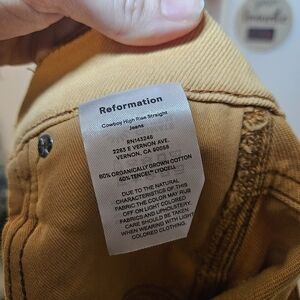 Reformation
Cowboy High Rise Straight
Jeans
RN143246
2263 E VERNON AVE.
VERNON, CA 90058
60% ORGANICALLY GROWN COTTON
40% TENCEL™ LYOCELL
DUE TO THE NATURAL
CHARACTERISTICS OF THIS
FABRIC THE COLOR MAY RUB
OFF ON LIGHT COLORED
FABRICS AND UPHOLSTERY.
CARE SHOULD BE TAKEN
WHEN WEARING WITH LIGHT
COLORED CLOTHING.